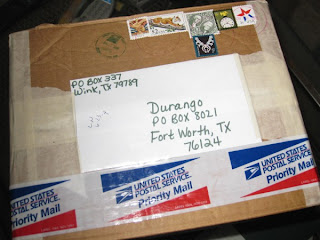 PO BOX 337
Wink, TX 79789
Durango
PO BOX 8021
Fort Worth, TX
76124
UNITED STATES
POSTAL SERVICE
Priority Mail
UNITED STATES
POSTAL SERVICE
Priority Mail
UNITED STATES
POSTAL SERVICE
Priority Mail